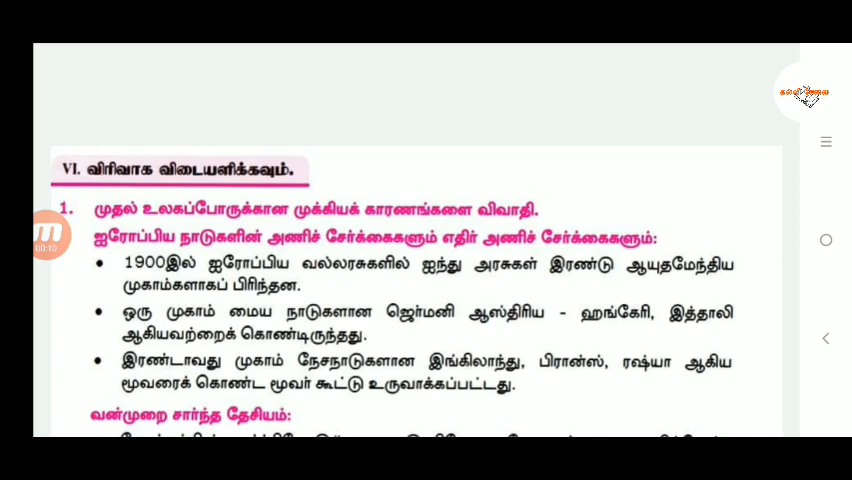 கல்வி சேவை
VI. விரிவாக விடையளிக்கவும்.
1. முதல் உலகப்போருக்கான முக்கியக் காரணங்களை விவாதி.
ஐரோப்பிய நாடுகளின் அணிச் சேர்க்கைகளும் எதிர் அணிச் சேர்க்கைகளும்:
• 1900இல் ஐரோப்பிய வல்லரசுகளில் ஐந்து அரசுகள் இரண்டு ஆயுதமேந்திய
முகாம்களாகப் பிரிந்தன.
• ஒரு முகாம் மைய நாடுகளான ஜெர்மனி ஆஸ்திரிய - ஹங்கேரி, இத்தாலி
ஆகியவற்றைக் கொண்டிருந்தது.
• இரண்டாவது முகாம் நேசநாடுகளான இங்கிலாந்து, பிரான்ஸ், ரஷ்யா ஆகிய
மூவரைக் கொண்ட மூவர் கூட்டு உருவாக்கப்பட்டது.
வன்முறை சார்ந்த தேசியம்:
00:10